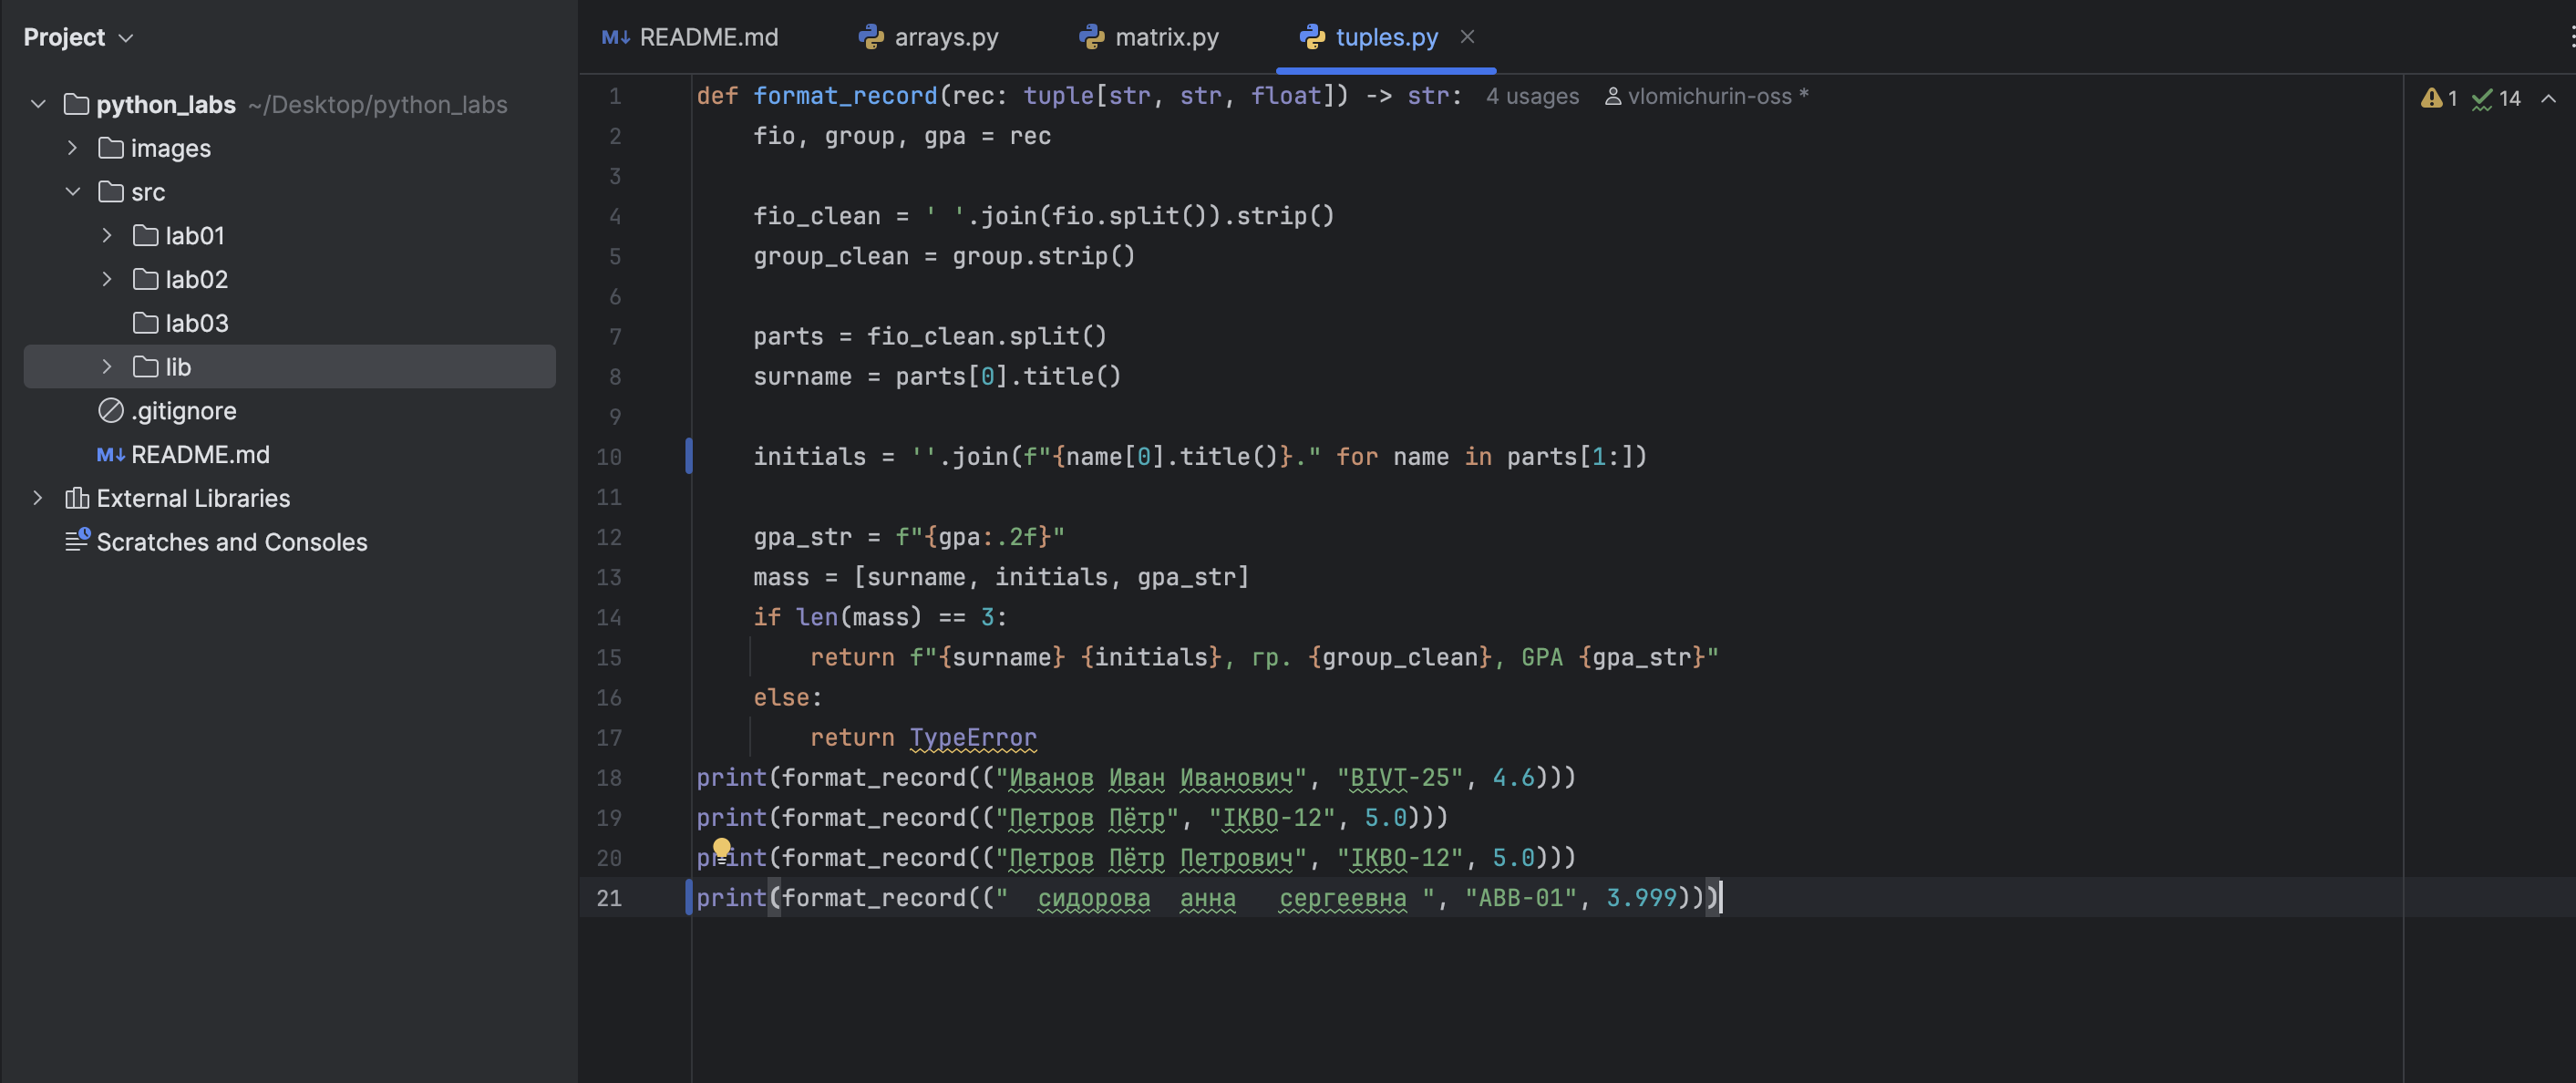 Project
python_labs ~/Desktop/python_labs
images
src
lab01
lab02
lab03
lib
.gitignore
M↓ README.md
External Libraries
Scratches and Consoles
M↓ README.md arrays.py matrix.py tuples.py
1 def format_record(rec: tuple[str, str, float]) -> str: 4 usages vlomichurin-oss *
2 fio, group, gpa = rec
3
4 fio_clean = ' '.join(fio.split()).strip()
5 group_clean = group.strip()
6
7 parts = fio_clean.split()
8 surname = parts[0].title()
9
10 initials = ''.join(f"{name[0].title()}." for name in parts[1:])
11
12 gpa_str = f"{gpa:.2f}"
13 mass = [surname, initials, gpa_str]
14 if len(mass) == 3:
15 return f"{surname} {initials}, гр. {group_clean}, GPA {gpa_str}"
16 else:
17 return TypeError
18 print(format_record(("Иванов Иван Иванович", "BIVT-25", 4.6)))
19 print(format_record(("Петров Пётр", "IKBO-12", 5.0)))
20 print(format_record(("Петров Пётр Петрович", "IKBO-12", 5.0)))
21 print(format_record(("  сидорова  анна   сергеевна ", "ABB-01", 3.999)))
1 14